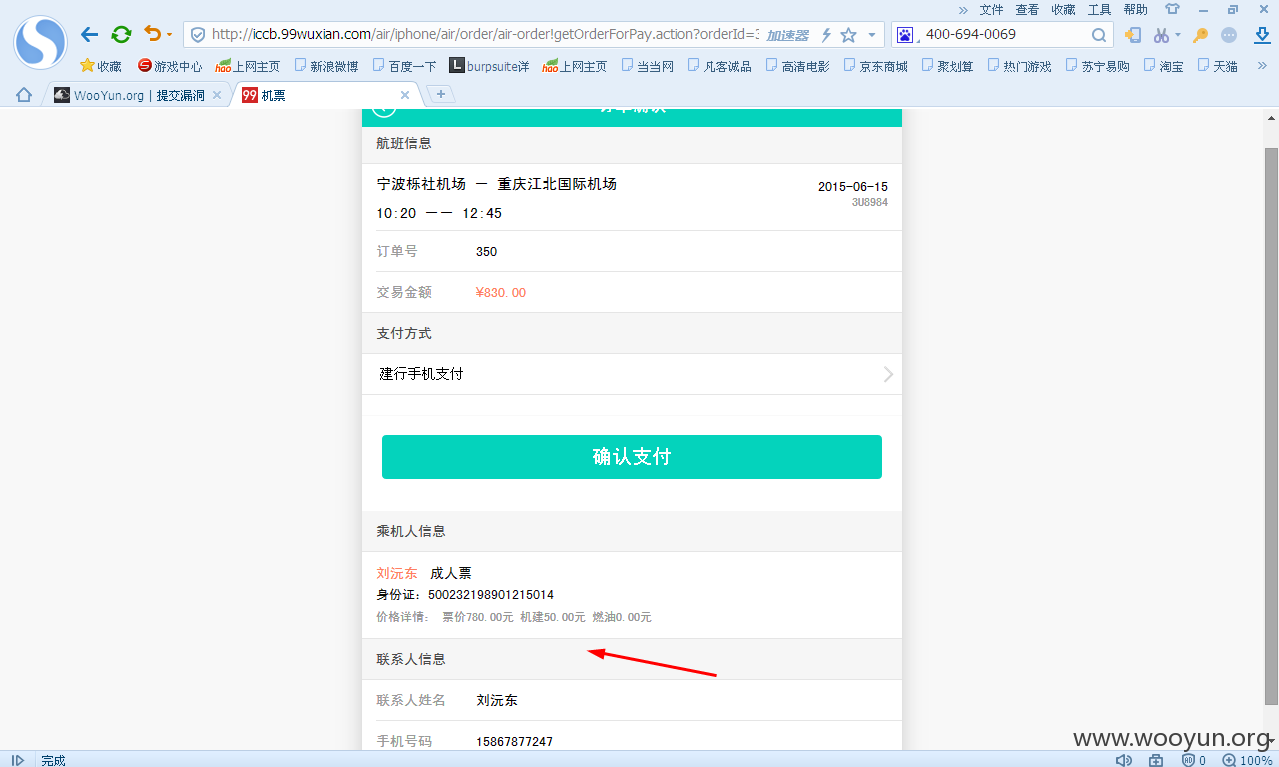 » 文件 查看 收藏 工具 帮助
http://iccb.99wuxian.com/air/iphone/air/order/air-order!getOrderForPay.action?orderId= 加速器 400-694-0069
收藏 游戏中心 hao上网主页 新浪微博 百度一下 L burpsuite详 hao上网主页 当当网 凡客诚品 高清电影 京东商城 聚划算 热门游戏 苏宁易购 淘宝 天猫 »
WooYun.org | 提交漏洞 × 99 机票 × +
航班信息
宁波栎社机场 — 重庆江北国际机场 2015-06-15
3U8984
10:20 —— 12:45
订单号 350
交易金额 ¥830.00
支付方式
建行手机支付
确认支付
乘机人信息
刘沅东 成人票
身份证: 500232198901215014
价格详情: 票价780.00元 机建50.00元 燃油0.00元
联系人信息
联系人姓名 刘沅东
手机号码 15867877247
www.wooyun.org
完成 0 100%